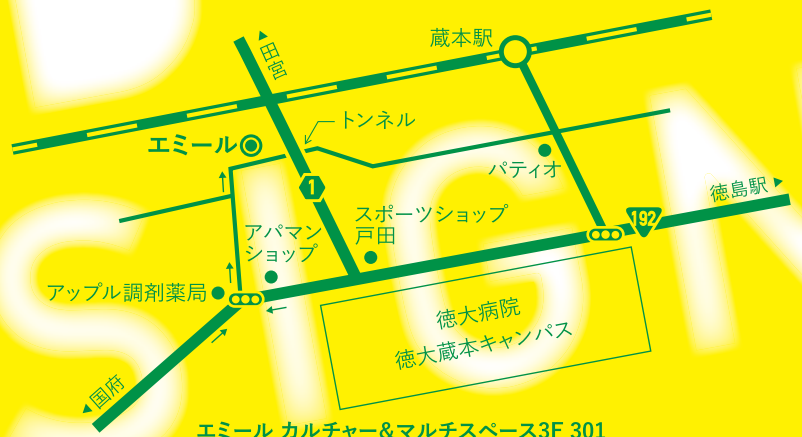 蔵本駅
田宮
トンネル
エミール
パティオ
1
徳島駅
スポーツショップ
戸田
192
アパマン
ショップ
アップル調剤薬局
徳大病院
徳大蔵本キャンパス
国府
エミール カルチャー&マルチスペース3F 301
SIGN